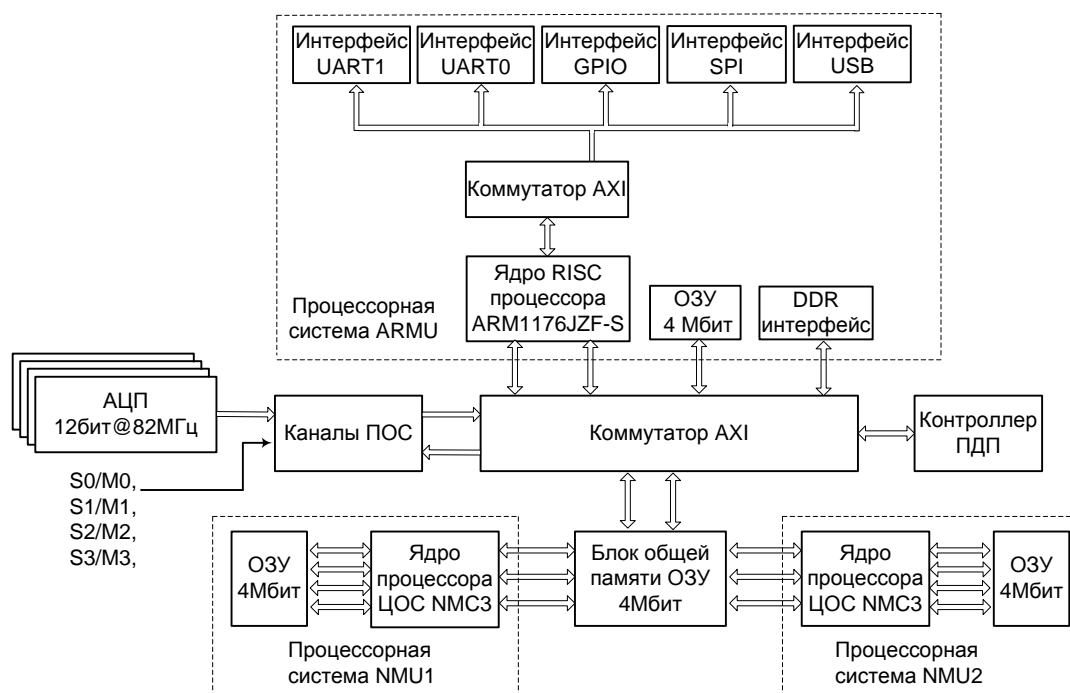 Интерфейс
UART1
Интерфейс
UART0
Интерфейс
GPIO
Интерфейс
SPI
Интерфейс
USB
Коммутатор AXI
Ядро RISC
процессора
ARM1176JZF-S
ОЗУ
4 Мбит
DDR
интерфейс
Процессорная
система ARMU
АЦП
12бит@82МГц
Каналы ПОС
Коммутатор AXI
Контроллер
ПДП
S0/M0,
S1/M1,
S2/M2,
S3/M3,
ОЗУ
4Мбит
Ядро
процессора
ЦОС NMC3
Блок общей
памяти ОЗУ
4Мбит
Ядро
процессора
ЦОС NMC3
ОЗУ
4Мбит
Процессорная
система NMU1
Процессорная
система NMU2